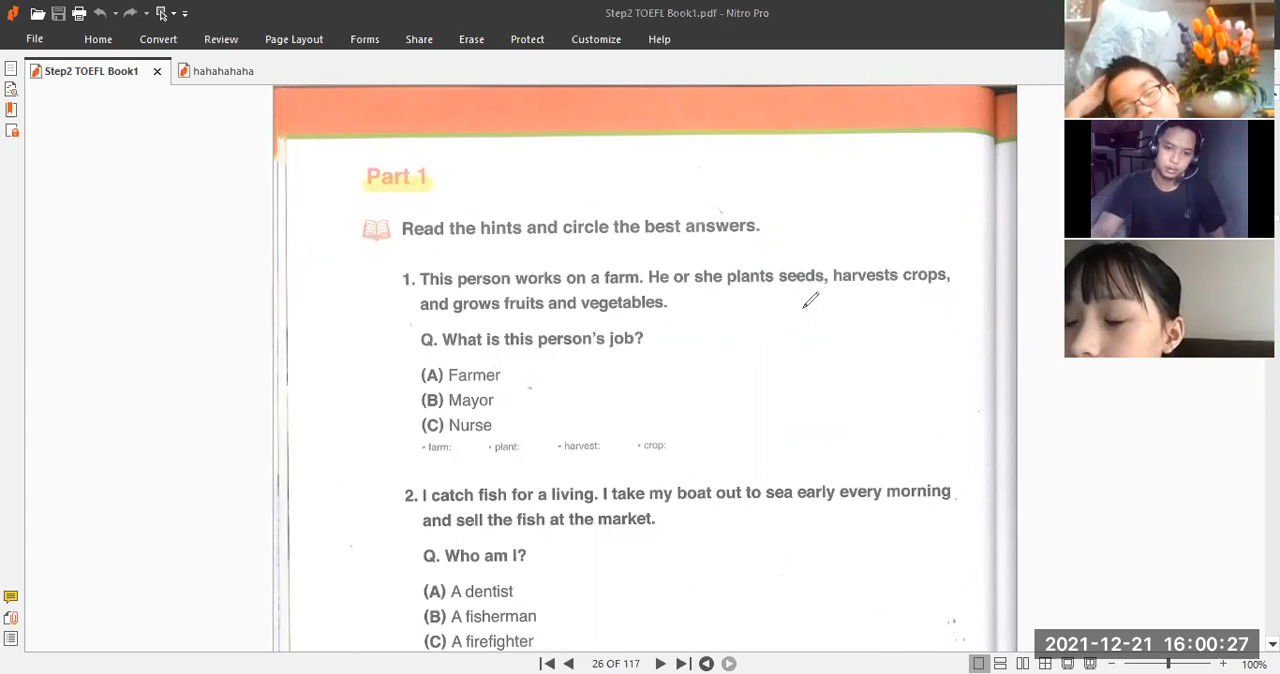 Step2 TOEFL Book1.pdf - Nitro Pro
File Home Convert Review Page Layout Forms Share Erase Protect Customize Help
Step2 TOEFL Book1 hahahahaha
Part 1
Read the hints and circle the best answers.
1. This person works on a farm. He or she plants seeds, harvests crops,
and grows fruits and vegetables.
Q. What is this person's job?
(A) Farmer
(B) Mayor
(C) Nurse
• farm: • plant: • harvest: • crop:
2. I catch fish for a living. I take my boat out to sea early every morning
and sell the fish at the market.
Q. Who am I?
(A) A dentist
(B) A fisherman
(C) A firefighter
2021-12-21 16:00:27
26 OF 117
100%